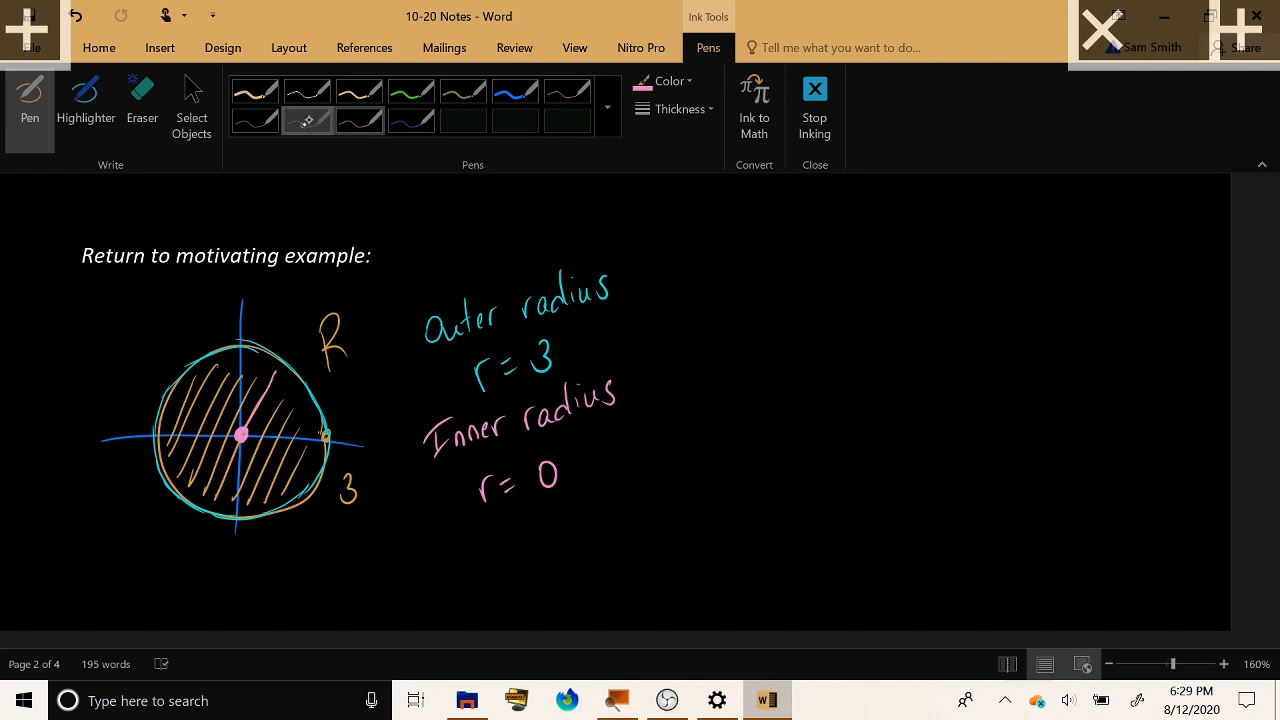 10-20 Notes - Word
Ink Tools
File Home Insert Design Layout References Mailings Review View Nitro Pro Pens Tell me what you want to do... Sam Smith Share
Pen Highlighter Eraser Select Objects
Color
Thickness
Ink to Math
Stop Inking
Write Pens Convert Close
Return to motivating example:
R
Outer radius
r = 3
Inner radius
r = 0
3
Page 2 of 4 195 words 160%
Type here to search
6:29 PM
8/12/2020